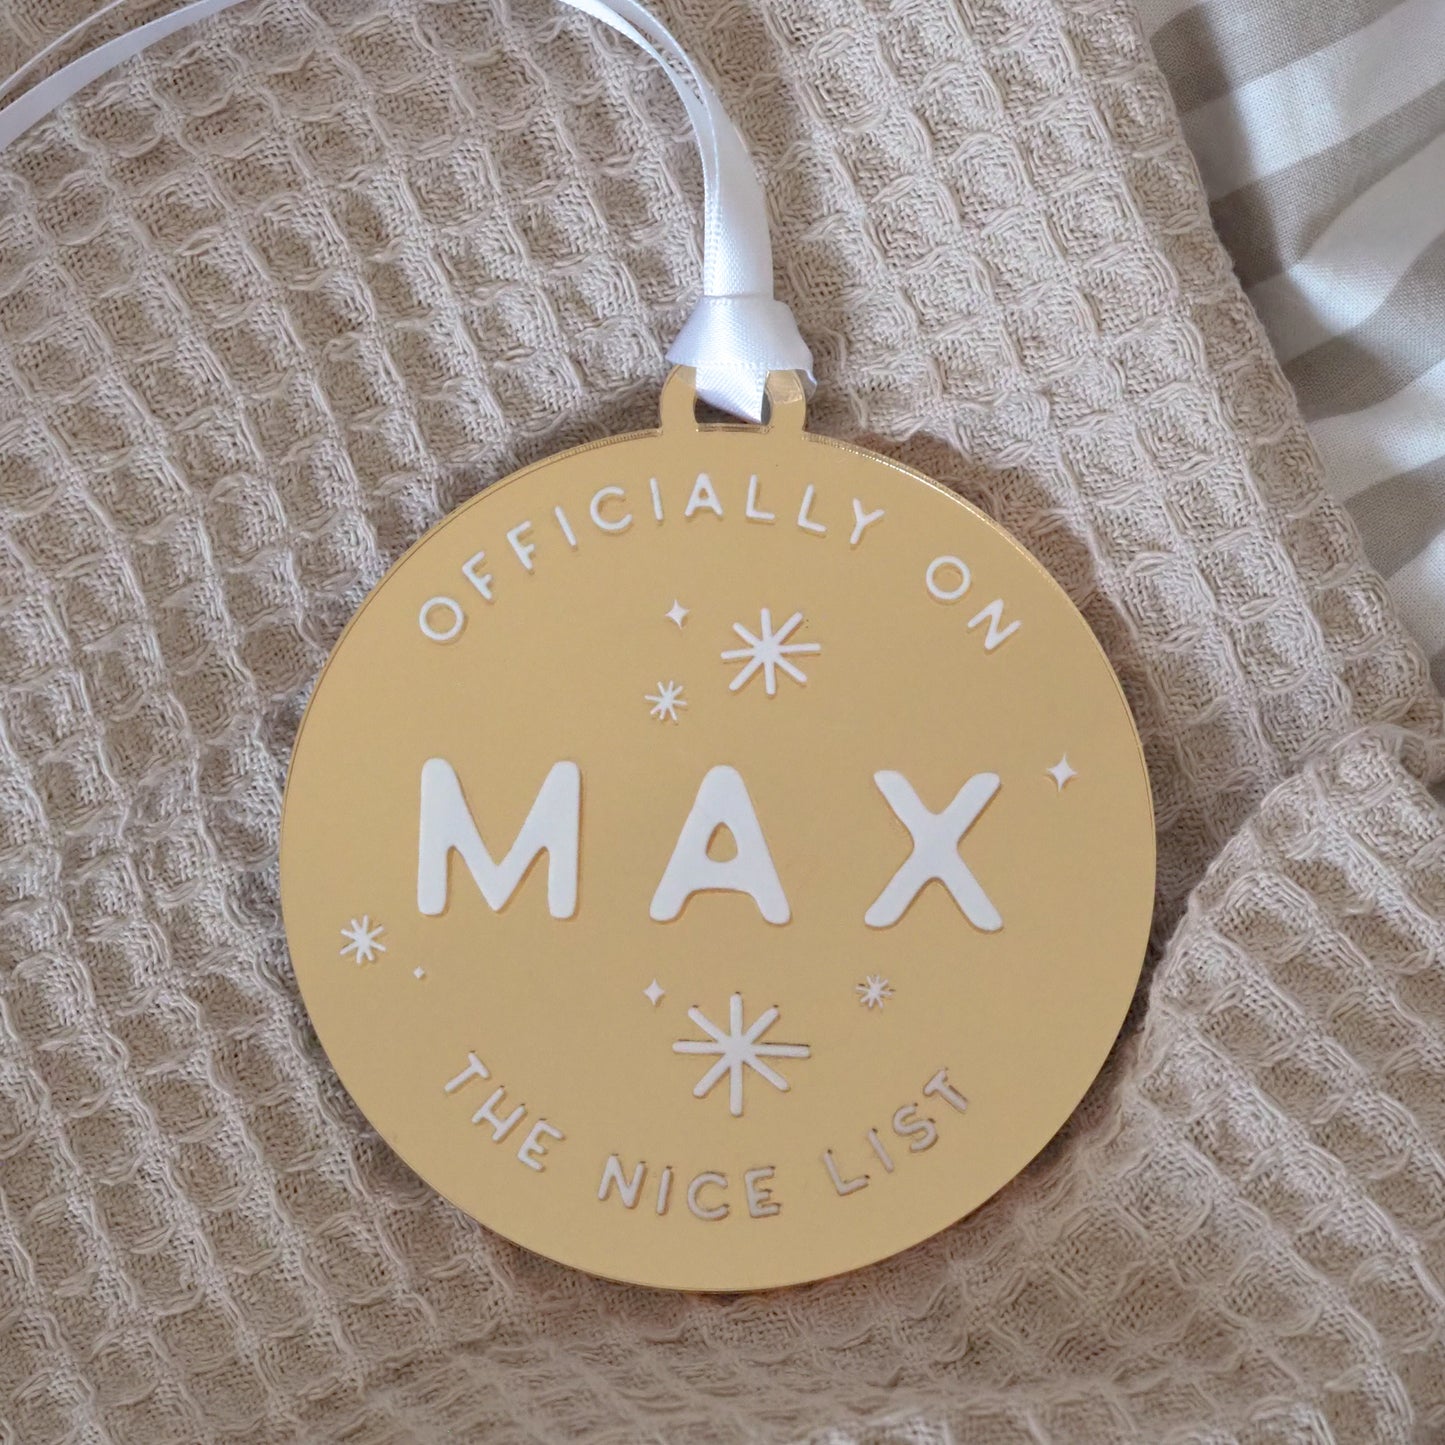 OFFICIALLY ON
MAX
THE NICE LIST